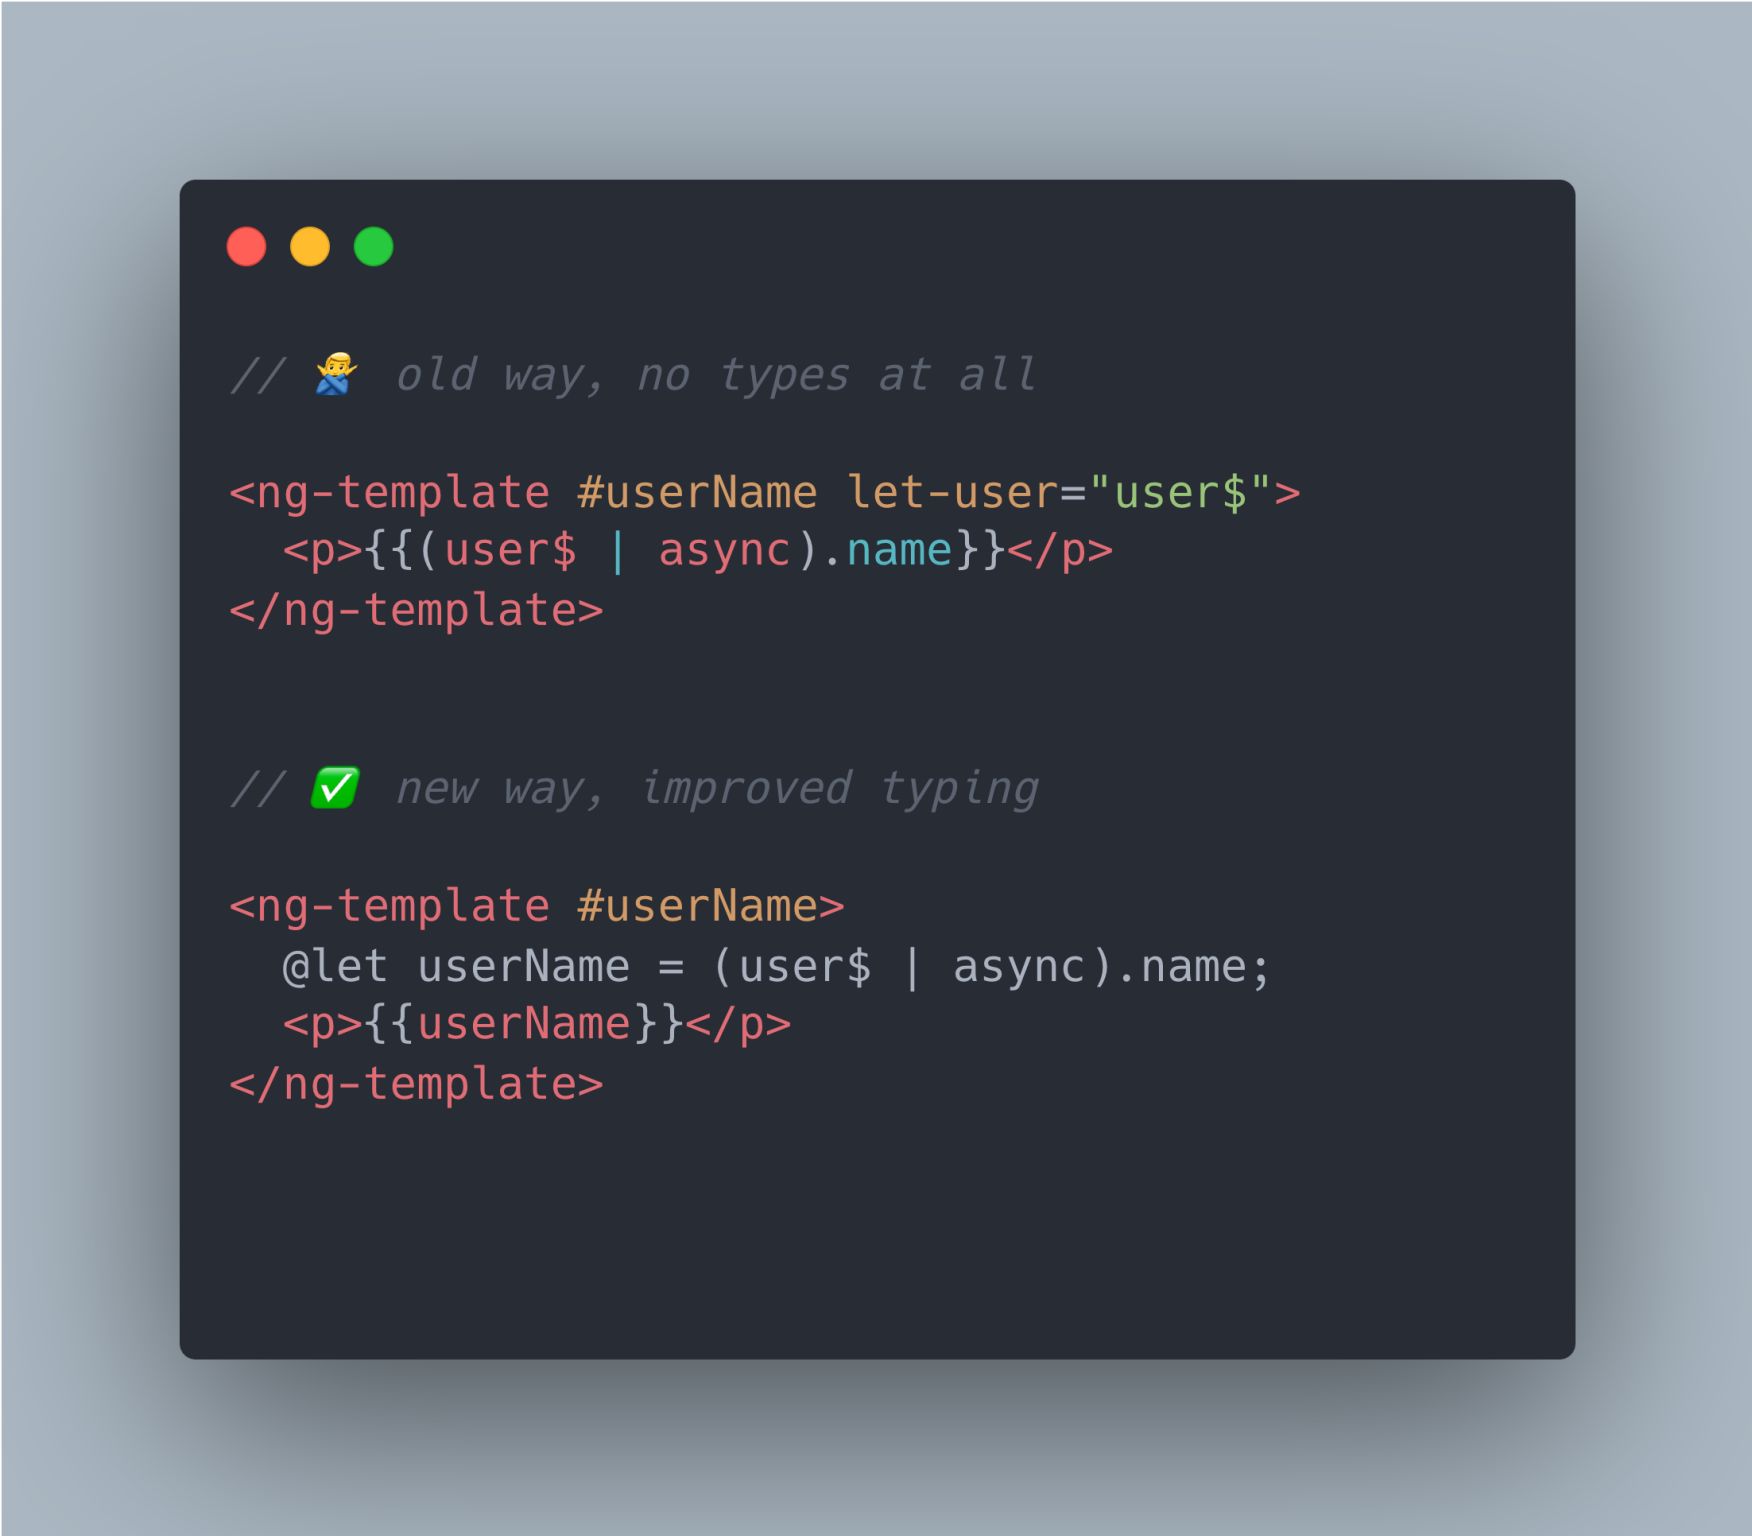 // 🙅‍♂️ old way, no types at all
<ng-template #userName let-user="user$">
<p>{{(user$ | async).name}}</p>
</ng-template>
// ✅ new way, improved typing
<ng-template #userName>
@let userName = (user$ | async).name;
<p>{{userName}}</p>
</ng-template>